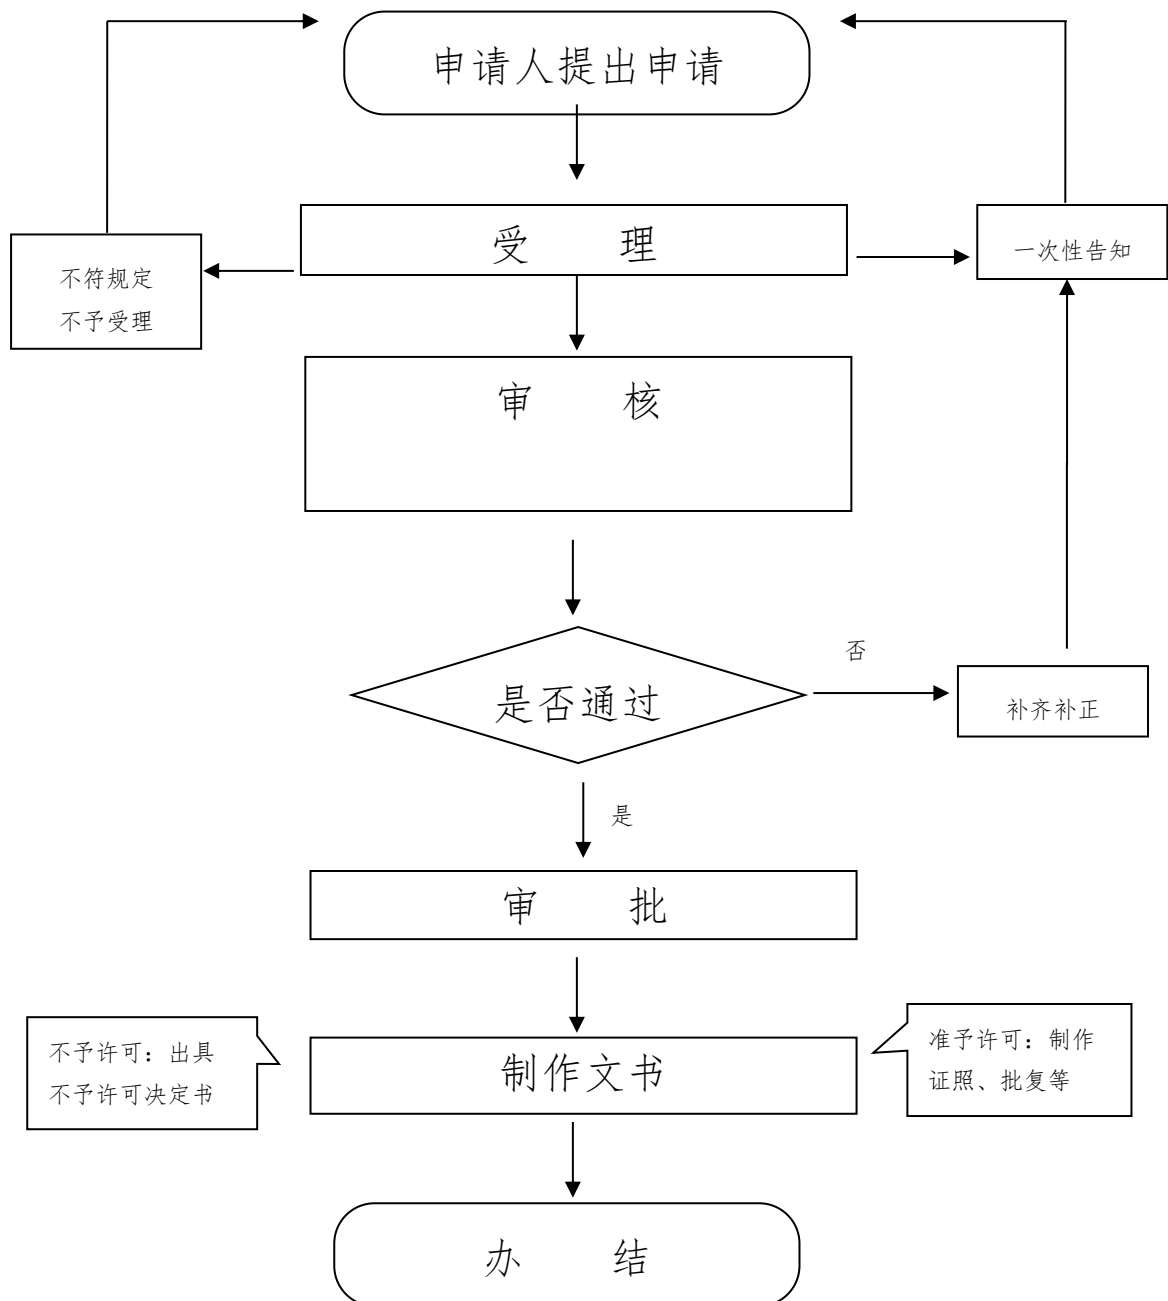 申请人提出申请
受 理
一次性告知
不符规定
不予受理
审 核
否
是否通过
补齐补正
是
审 批
不予许可：出具
不予许可决定书
制作文书
准予许可：制作
证照、批复等
办 结